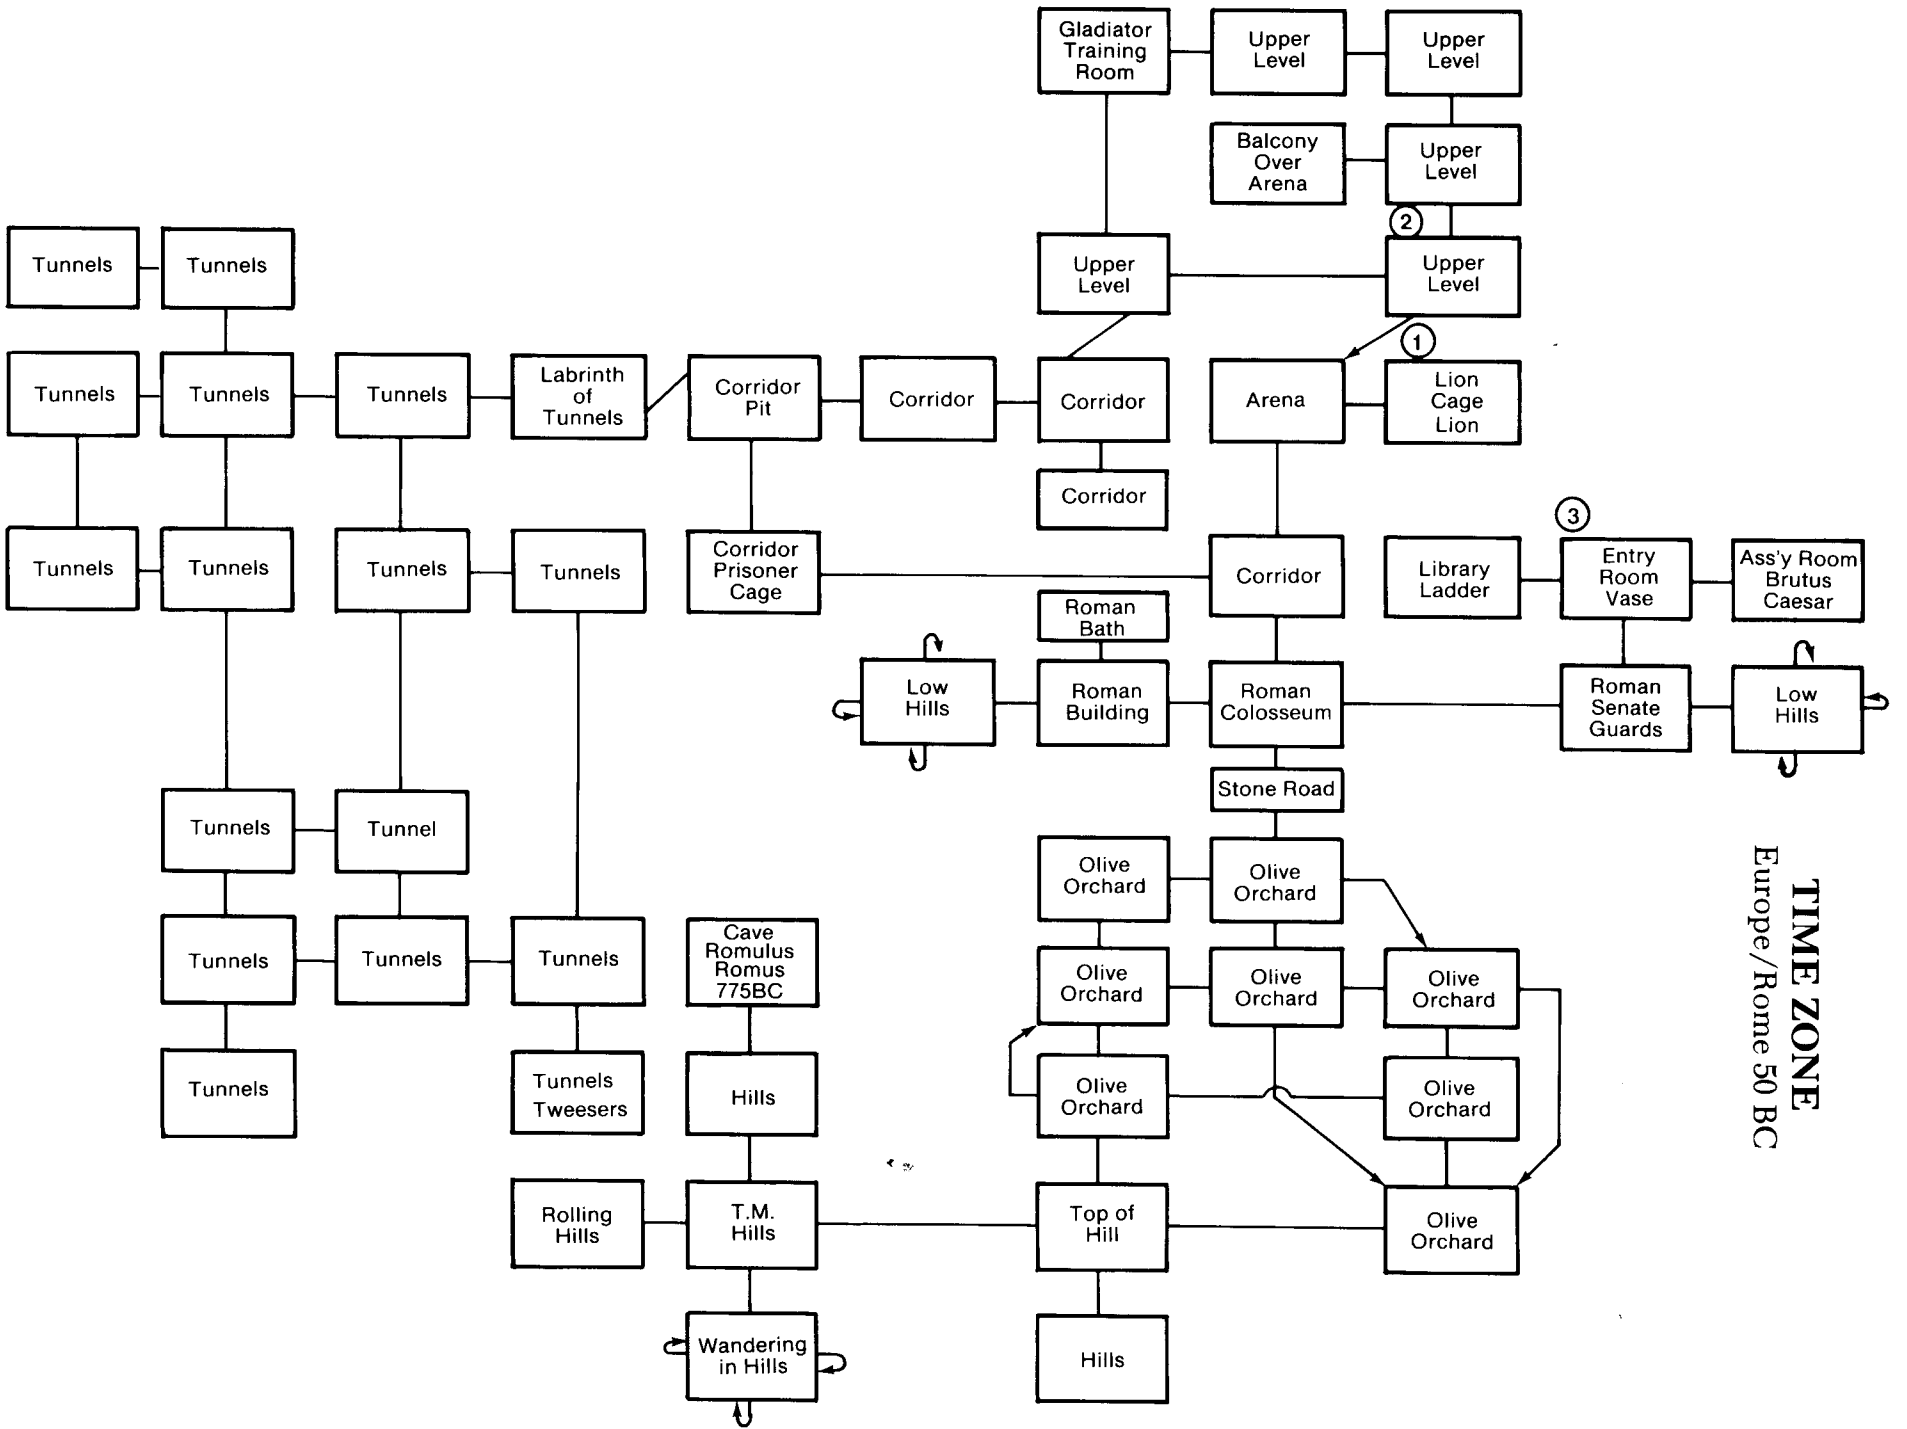 Gladiator
Training
Room
Upper
Level
Upper
Level
Balcony
Over
Arena
Upper
Level
2
Tunnels
Tunnels
Upper
Level
Upper
Level
1
Tunnels
Tunnels
Tunnels
Labrinth
of
Tunnels
Corridor
Pit
Corridor
Corridor
Arena
Lion
Cage
Lion
Corridor
3
Tunnels
Tunnels
Tunnels
Tunnels
Corridor
Prisoner
Cage
Corridor
Library
Ladder
Entry
Room
Vase
Ass'y Room
Brutus
Caesar
Roman
Bath
Low
Hills
Roman
Building
Roman
Colosseum
Roman
Senate
Guards
Low
Hills
Stone Road
Tunnels
Tunnel
Olive
Orchard
Olive
Orchard
Tunnels
Tunnels
Tunnels
Cave
Romulus
Romus
775BC
Olive
Orchard
Olive
Orchard
Olive
Orchard
Tunnels
Tunnels
Tweesers
Hills
Olive
Orchard
Olive
Orchard
Rolling
Hills
T.M.
Hills
Top of
Hill
Olive
Orchard
Wandering
in Hills
Hills
TIME ZONE
Europe/Rome 50 BC